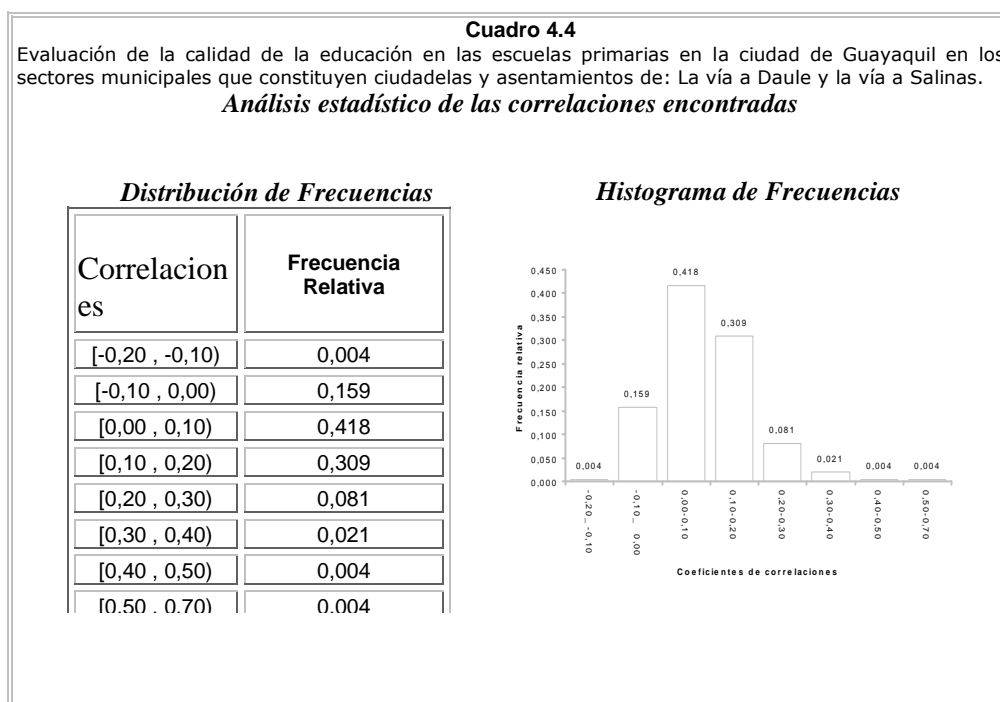 Cuadro 4.4
Evaluación de la calidad de la educación en las escuelas primarias en la ciudad de Guayaquil en los
sectores municipales que constituyen ciudadelas y asentamientos de: La vía a Daule y la vía a Salinas.
Análisis estadístico de las correlaciones encontradas
Distribución de Frecuencias
Correlacion
es
Frecuencia
Relativa
[-0,20 , -0,10) 0,004
[-0,10 , 0,00) 0,159
[0,00 , 0,10) 0,418
[0,10 , 0,20) 0,309
[0,20 , 0,30) 0,081
[0,30 , 0,40) 0,021
[0,40 , 0,50) 0,004
[0,50 , 0,70) 0,004
Histograma de Frecuencias
Frecuencia relativa
0,450
0,400
0,350
0,300
0,250
0,200
0,150
0,100
0,050
0,000
0,004
0,159
0,418
0,309
0,081
0,021
0,004
0,004
-0,20_ -0,10
-0,10_ 0,00
0,00-0,10
0,10-0,20
0,20-0,30
0,30-0,40
0,40-0,50
0,50-0,70
Coeficientes de correlaciones